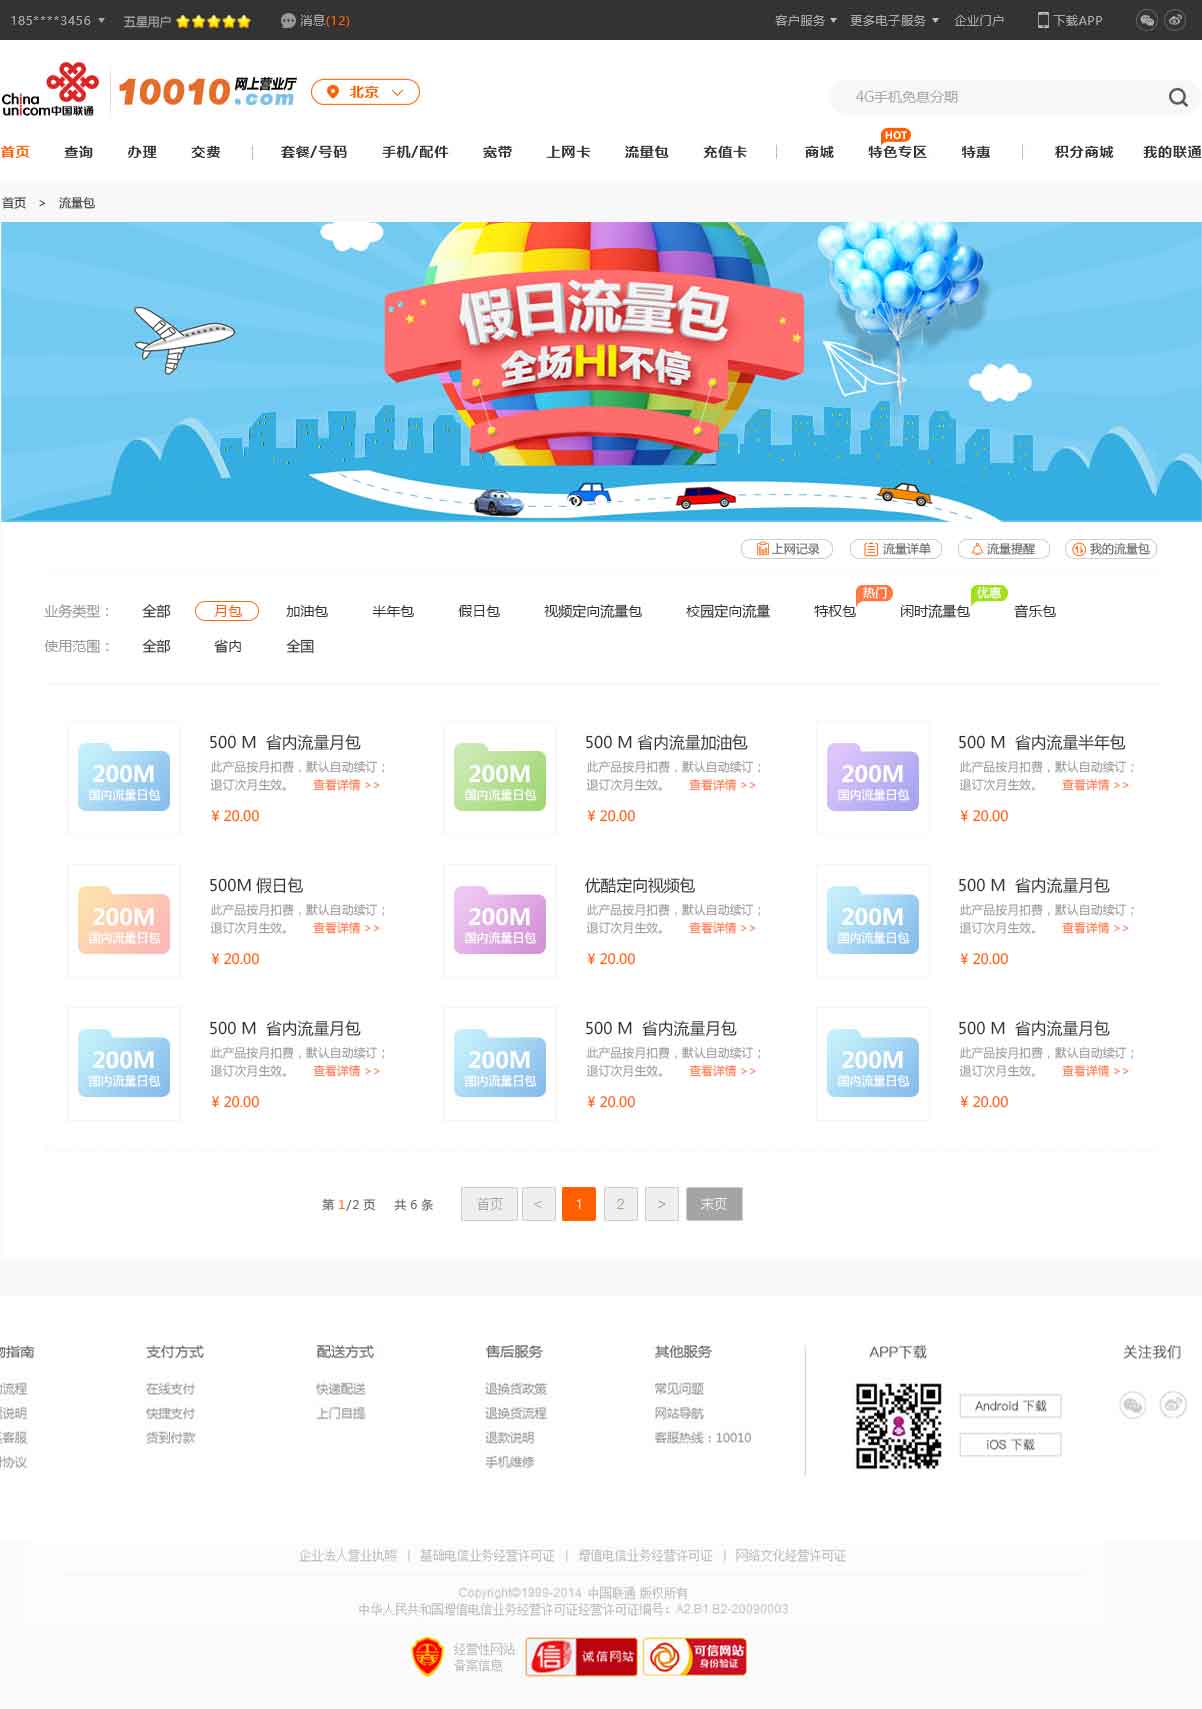 185****3456 五星用户 消息(12) 客户服务 更多电子服务 企业门户 下载APP
China unicom中国联通 10010.com 网上营业厅 北京 4G手机免息分期
HOT
首页 查询 办理 交费 套餐/号码 手机/配件 宽带 上网卡 流量包 充值卡 商城 特色专区 特惠 积分商城 我的联通
首页 > 流量包
假日流量包
全场HI不停
上网记录 流量详单 流量提醒 我的流量包
热门 优惠
业务类型： 全部 月包 加油包 半年包 假日包 视频定向流量包 校园定向流量 特权包 闲时流量包 音乐包
使用范围： 全部 省内 全国
200M
国内流量日包
500 M 省内流量月包
此产品按月扣费，默认自动续订；
退订次月生效。 查看详情 >>
¥ 20.00
200M
国内流量日包
500 M 省内流量加油包
此产品按月扣费，默认自动续订；
退订次月生效。 查看详情 >>
¥ 20.00
200M
国内流量日包
500 M 省内流量半年包
此产品按月扣费，默认自动续订；
退订次月生效。 查看详情 >>
¥ 20.00
200M
国内流量日包
500M 假日包
此产品按月扣费，默认自动续订；
退订次月生效。 查看详情 >>
¥ 20.00
200M
国内流量日包
优酷定向视频包
此产品按月扣费，默认自动续订；
退订次月生效。 查看详情 >>
¥ 20.00
200M
国内流量日包
500 M 省内流量月包
此产品按月扣费，默认自动续订；
退订次月生效。 查看详情 >>
¥ 20.00
200M
国内流量日包
500 M 省内流量月包
此产品按月扣费，默认自动续订；
退订次月生效。 查看详情 >>
¥ 20.00
200M
国内流量日包
500 M 省内流量月包
此产品按月扣费，默认自动续订；
退订次月生效。 查看详情 >>
¥ 20.00
200M
国内流量日包
500 M 省内流量月包
此产品按月扣费，默认自动续订；
退订次月生效。 查看详情 >>
¥ 20.00
第 1/2 页 共 6 条 首页 < 1 2 > 末页
指南
流程
说明
客服
协议
支付方式
在线支付
快捷支付
货到付款
配送方式
快递配送
上门自提
售后服务
退换货政策
退换货流程
退款说明
手机维修
其他服务
常见问题
网站导航
客服热线：10010
APP下载
Android 下载
iOS 下载
关注我们
企业法人营业执照 | 基础电信业务经营许可证 | 增值电信业务经营许可证 | 网络文化经营许可证
Copyright©1999-2014 中国联通 版权所有
中华人民共和国增值电信业务经营许可证经营许可证编号：A2.B1.B2-20090003
经营性网站
备案信息
信 诚信网站
可信网站
身份验证